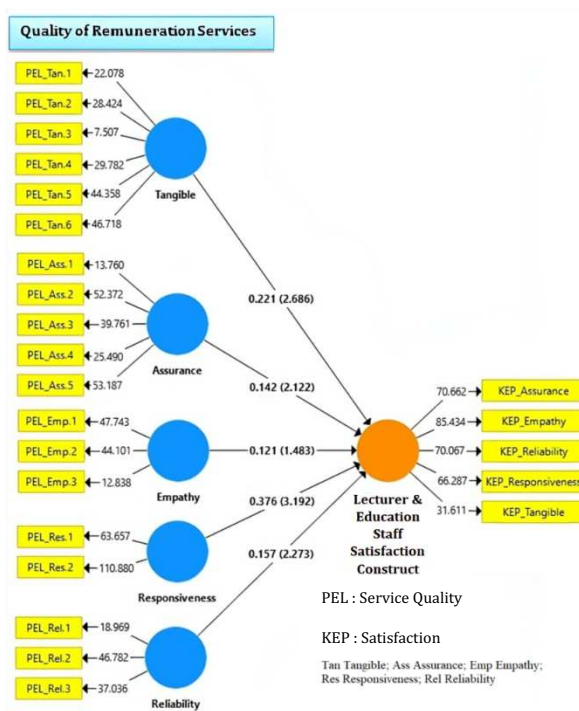 Quality of Remuneration Services
PEL_Tan.1
22.078
PEL_Tan.2
28.424
PEL_Tan.3
7.507
PEL_Tan.4
29.782
PEL_Tan.5
44.358
PEL_Tan.6
46.718
Tangible
PEL_Ass.1
13.760
PEL_Ass.2
52.372
PEL_Ass.3
39.761
PEL_Ass.4
25.490
PEL_Ass.5
53.187
Assurance
PEL_Emp.1
47.743
PEL_Emp.2
44.101
PEL_Emp.3
12.838
Empathy
PEL_Res.1
63.657
PEL_Res.2
110.880
Responsiveness
PEL_Rel.1
18.969
PEL_Rel.2
46.782
PEL_Rel.3
37.036
Reliability
0.221 (2.686)
0.142 (2.122)
0.121 (1.483)
0.376 (3.192)
0.157 (2.273)
70.662
KEP_Assurance
85.434
KEP_Empathy
70.067
KEP_Reliability
66.287
KEP_Responsiveness
31.611
KEP_Tangible
Lecturer &
Education
Staff
Satisfaction
Construct
PEL : Service Quality
KEP : Satisfaction
Tan Tangible; Ass Assurance; Emp Empathy;
Res Responsiveness; Rel Reliability